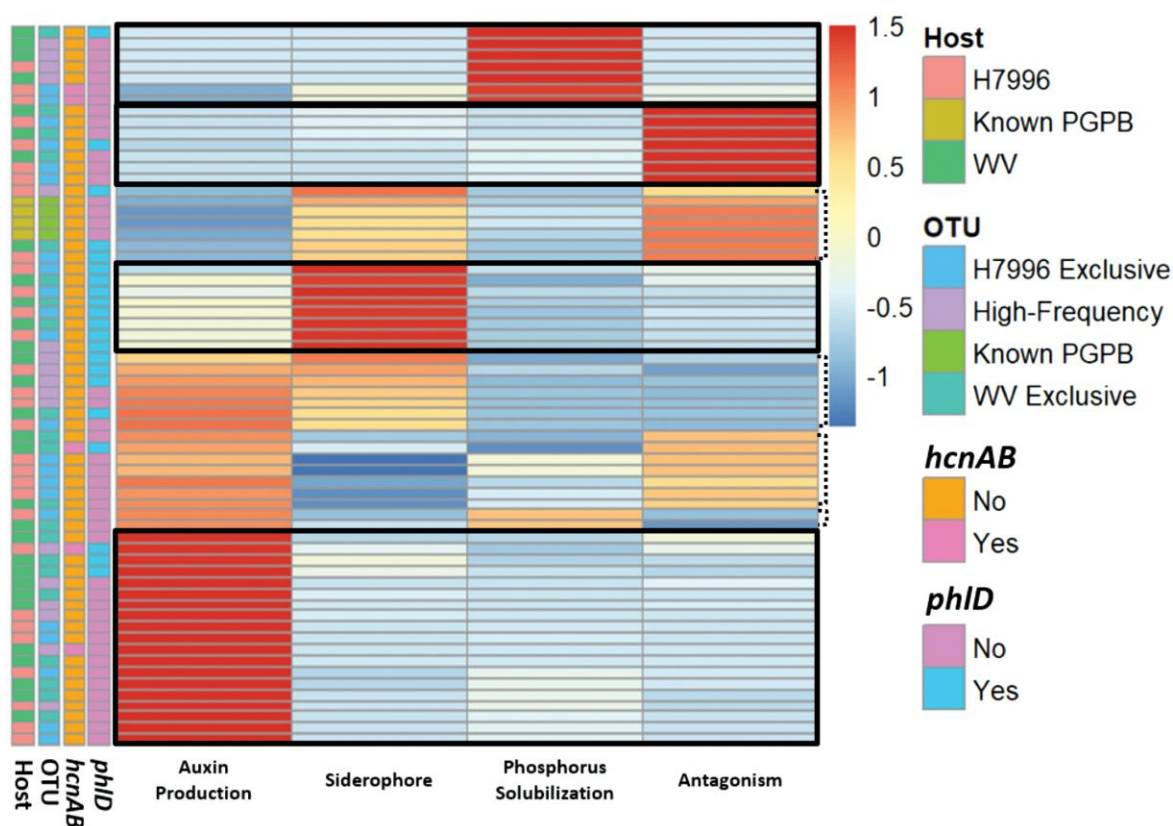 1.5
1
0.5
0
-0.5
-1
Host
H7996
Known PGPB
WV
OTU
H7996 Exclusive
High-Frequency
Known PGPB
WV Exclusive
hcnAB
No
Yes
phlD
No
Yes
Host
OTU
hcnAB
phlD
Auxin
Production
Siderophore
Phosphorus
Solubilization
Antagonism